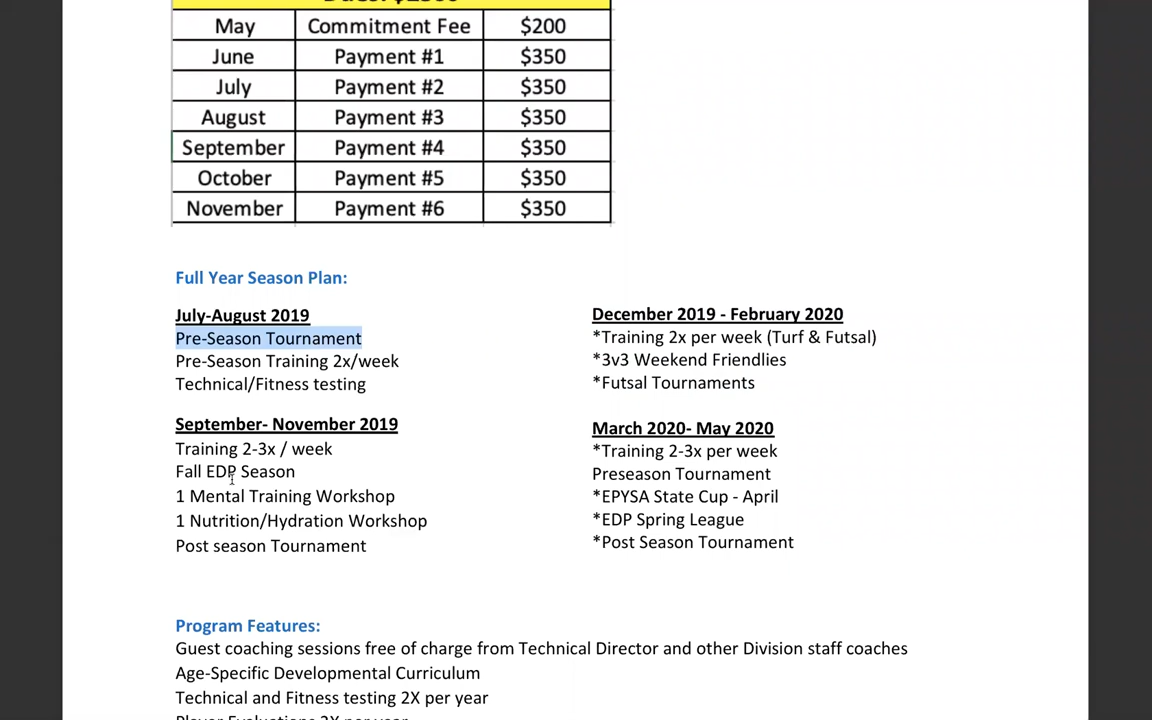 May Commitment Fee $200
June Payment #1 $350
July Payment #2 $350
August Payment #3 $350
September Payment #4 $350
October Payment #5 $350
November Payment #6 $350
Full Year Season Plan:
July-August 2019
Pre-Season Tournament
Pre-Season Training 2x/week
Technical/Fitness testing
September- November 2019
Training 2-3x / week
Fall EDP Season
1 Mental Training Workshop
1 Nutrition/Hydration Workshop
Post season Tournament
December 2019 - February 2020
*Training 2x per week (Turf & Futsal)
*3v3 Weekend Friendlies
*Futsal Tournaments
March 2020- May 2020
*Training 2-3x per week
Preseason Tournament
*EPYSA State Cup - April
*EDP Spring League
*Post Season Tournament
Program Features:
Guest coaching sessions free of charge from Technical Director and other Division staff coaches
Age-Specific Developmental Curriculum
Technical and Fitness testing 2X per year
Player Evaluations 2X per year